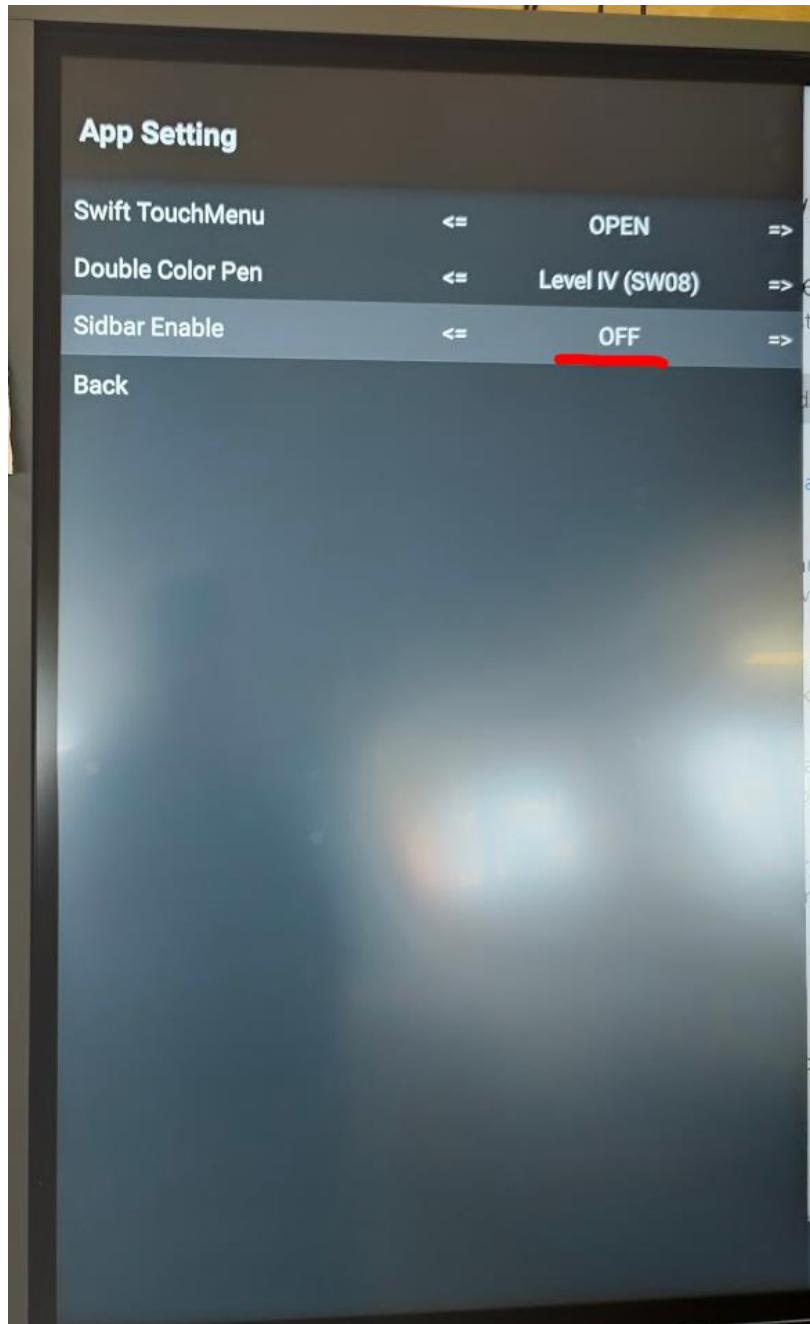 App Setting
Swift TouchMenu <= OPEN =>
Double Color Pen <= Level IV (SW08) =>
Sidbar Enable <= OFF =>
Back